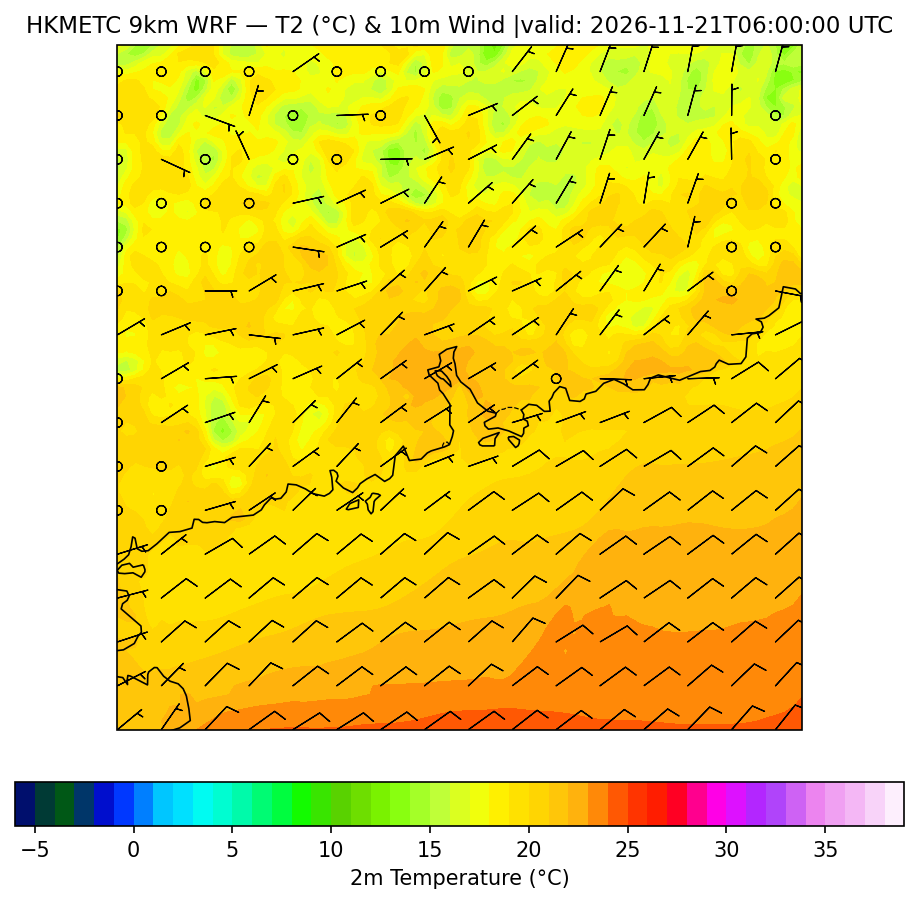 HKMETC 9km WRF — T2 (°C) & 10m Wind |valid: 2026-11-21T06:00:00 UTC
−5 0 5 10 15 20 25 30 35
2m Temperature (°C)